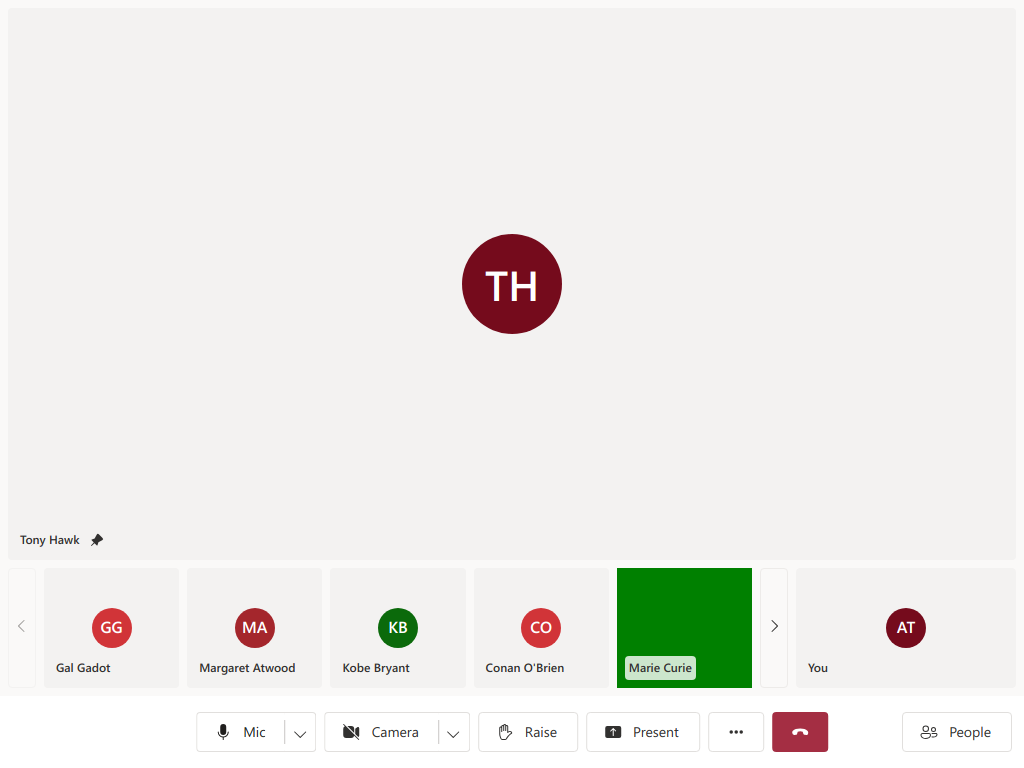 TH
Tony Hawk
GG
Gal Gadot
MA
Margaret Atwood
KB
Kobe Bryant
CO
Conan O'Brien
Marie Curie
AT
You
Mic
Camera
Raise
Present
People